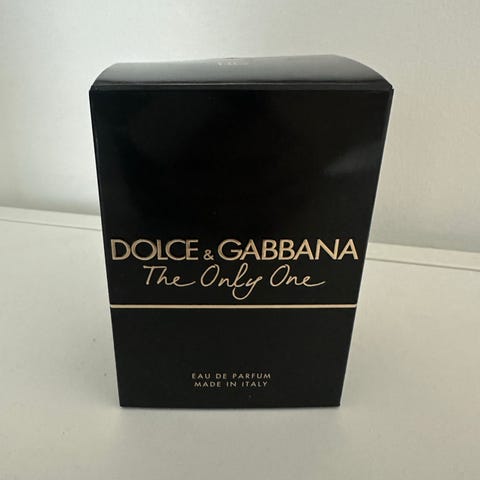 DOLCE & GABBANA
The Only One
EAU DE PARFUM
MADE IN ITALY